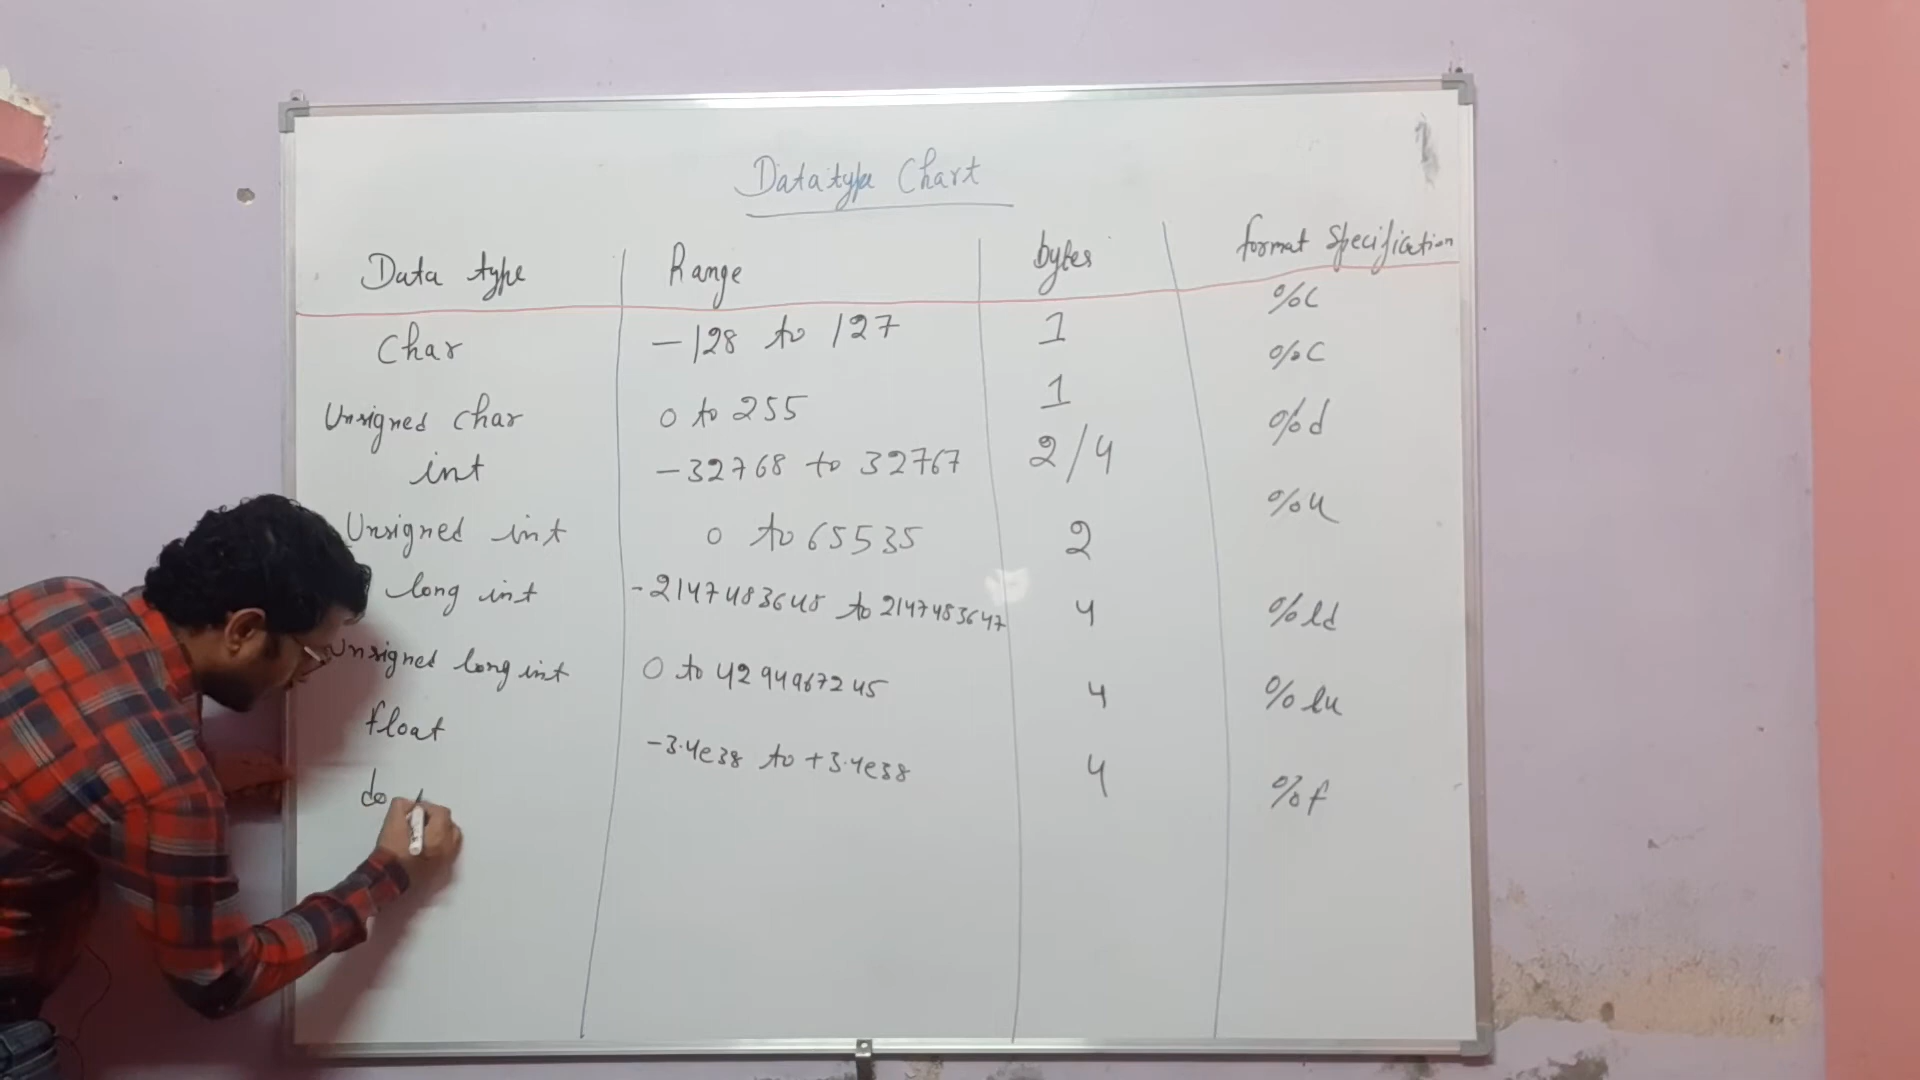 1
Datatype Chart
Data type Range bytes format Specification
Char -128 to 127 1 %C
Unsigned char 0 to 255 1 %C
int -32768 to 32767 2/4 %d
Unsigned int 0 to 65535 2 %u
long int -2147483648 to 2147483647 4 %ld
Unsigned long int 0 to 4294967245 4 %lu
float -3.4e38 to +3.4e38 4 %f
do